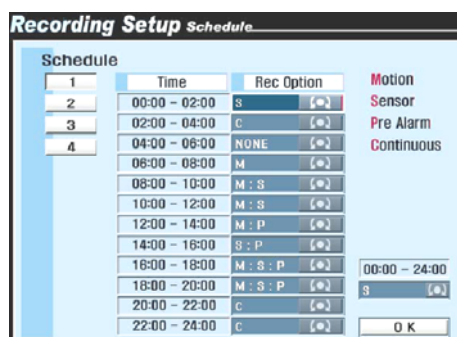 Recording Setup Schedule
Schedule
1
2
3
4
Time Rec Option
00:00 - 02:00 S
02:00 - 04:00 C
04:00 - 06:00 NONE
06:00 - 08:00 M
08:00 - 10:00 M : S
10:00 - 12:00 M : S
12:00 - 14:00 M : P
14:00 - 16:00 S : P
16:00 - 18:00 M : S : P
18:00 - 20:00 M : S : P
20:00 - 22:00 C
22:00 - 24:00 C
Motion
Sensor
Pre Alarm
Continuous
00:00 - 24:00
S
OK